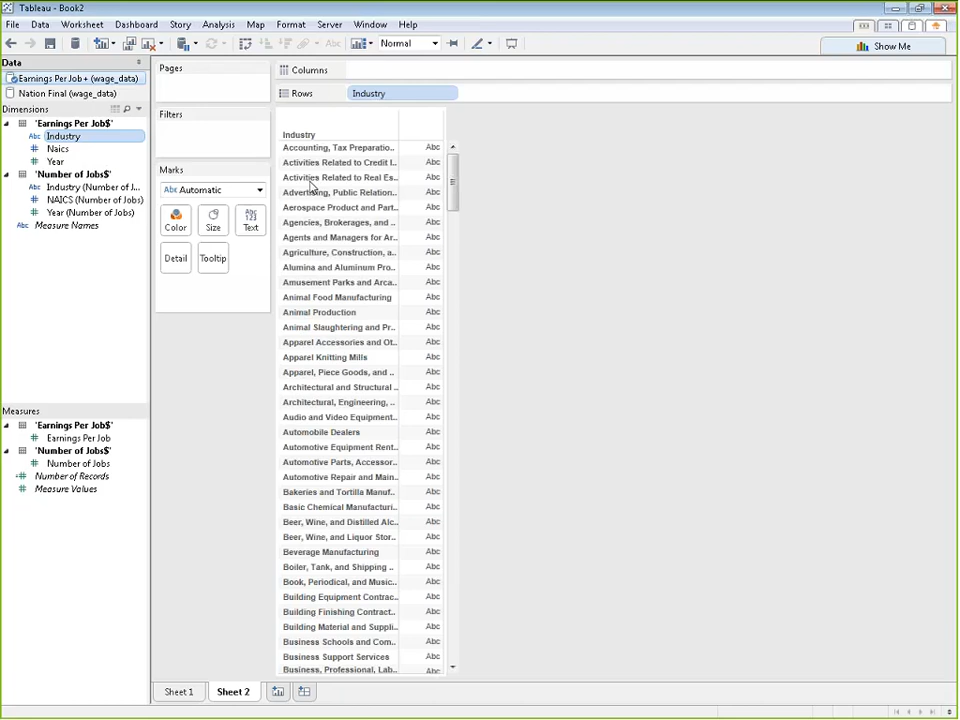 Tableau - Book2
File Data Worksheet Dashboard Story Analysis Map Format Server Window Help
Normal
Show Me
Data
Earnings Per Job+ (wage_data)
Nation Final (wage_data)
Dimensions
'Earnings Per Job$'
Abc Industry
Naics
Year
'Number of Jobs$'
Abc Industry (Number of J...
NAICS (Number of Jobs)
Year (Number of Jobs)
Abc Measure Names
Measures
'Earnings Per Job$'
Earnings Per Job
'Number of Jobs$'
Number of Jobs
Number of Records
Measure Values
Pages
Filters
Marks
Abc Automatic
Color Size Abc 123 Text
Detail Tooltip
Columns
Rows Industry
Industry
Accounting, Tax Preparatio.. Abc
Activities Related to Credit I.. Abc
Activities Related to Real Es.. Abc
Advertising, Public Relation.. Abc
Aerospace Product and Part.. Abc
Agencies, Brokerages, and .. Abc
Agents and Managers for Ar.. Abc
Agriculture, Construction, a.. Abc
Alumina and Aluminum Pro.. Abc
Amusement Parks and Arca.. Abc
Animal Food Manufacturing Abc
Animal Production Abc
Animal Slaughtering and Pr.. Abc
Apparel Accessories and Ot.. Abc
Apparel Knitting Mills Abc
Apparel, Piece Goods, and .. Abc
Architectural and Structural .. Abc
Architectural, Engineering, .. Abc
Audio and Video Equipment.. Abc
Automobile Dealers Abc
Automotive Equipment Rent.. Abc
Automotive Parts, Accessor.. Abc
Automotive Repair and Main.. Abc
Bakeries and Tortilla Manuf.. Abc
Basic Chemical Manufacturi.. Abc
Beer, Wine, and Distilled Alc.. Abc
Beer, Wine, and Liquor Stor.. Abc
Beverage Manufacturing Abc
Boiler, Tank, and Shipping .. Abc
Book, Periodical, and Music.. Abc
Building Equipment Contrac.. Abc
Building Finishing Contract.. Abc
Building Material and Suppli.. Abc
Business Schools and Com.. Abc
Business Support Services Abc
Business, Professional, Lab.. Abc
Sheet 1 Sheet 2